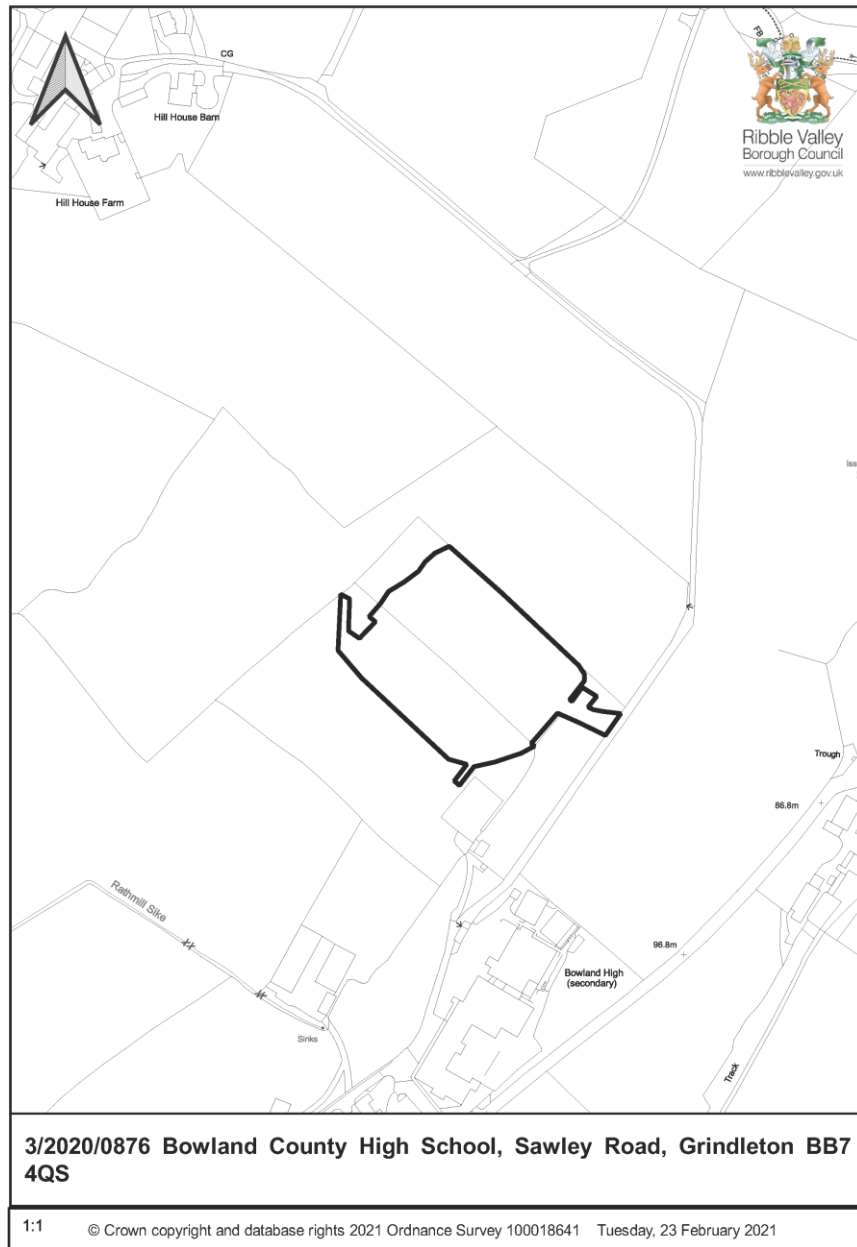 CG
FB
Hill House Barn
Ribble Valley
Borough Council
www.ribblevalley.gov.uk
Hill House Farm
Iss
Trough
86.8m
Rathmill Sike
96.8m
Bowland High
(secondary)
Sinks
Track
3/2020/0876 Bowland County High School, Sawley Road, Grindleton BB7
4QS
1:1 © Crown copyright and database rights 2021 Ordnance Survey 100018641 Tuesday, 23 February 2021